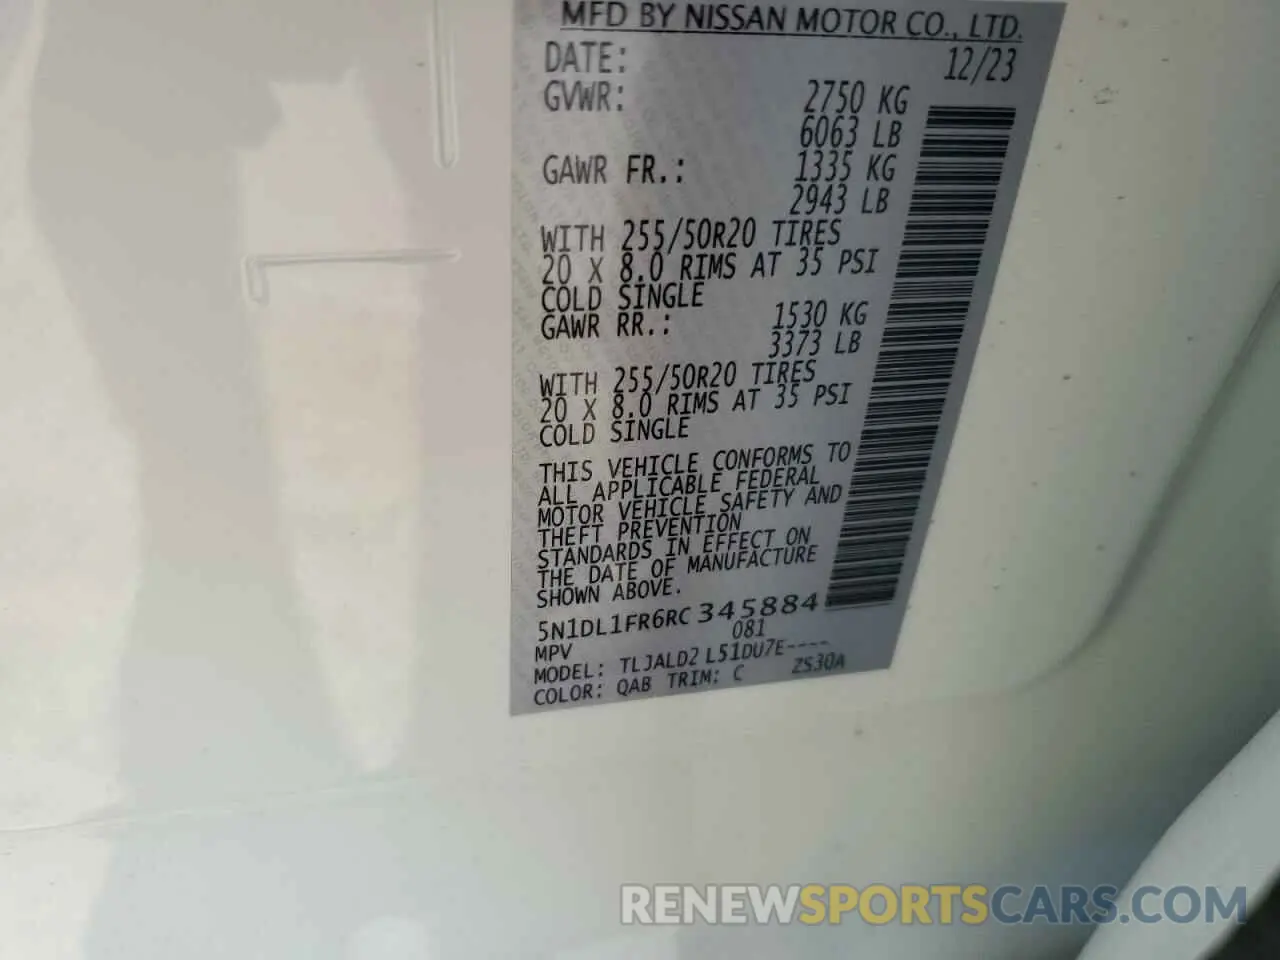 MFD BY NISSAN MOTOR CO., LTD.
DATE: 12/23
GVWR: 2750 KG
6063 LB
GAWR FR.: 1335 KG
2943 LB
WITH 255/50R20 TIRES
20 X 8.0 RIMS AT 35 PSI
COLD SINGLE
GAWR RR.: 1530 KG
3373 LB
WITH 255/50R20 TIRES
20 X 8.0 RIMS AT 35 PSI
COLD SINGLE
THIS VEHICLE CONFORMS TO
ALL APPLICABLE FEDERAL
MOTOR VEHICLE SAFETY AND
THEFT PREVENTION
STANDARDS IN EFFECT ON
THE DATE OF MANUFACTURE
SHOWN ABOVE.
5N1DL1FR6RC 345884
MPV 081
MODEL: TLJALD2 L51DU7E----
COLOR: QAB TRIM: C ZS30A
RENEWSPORTSCARS.COM